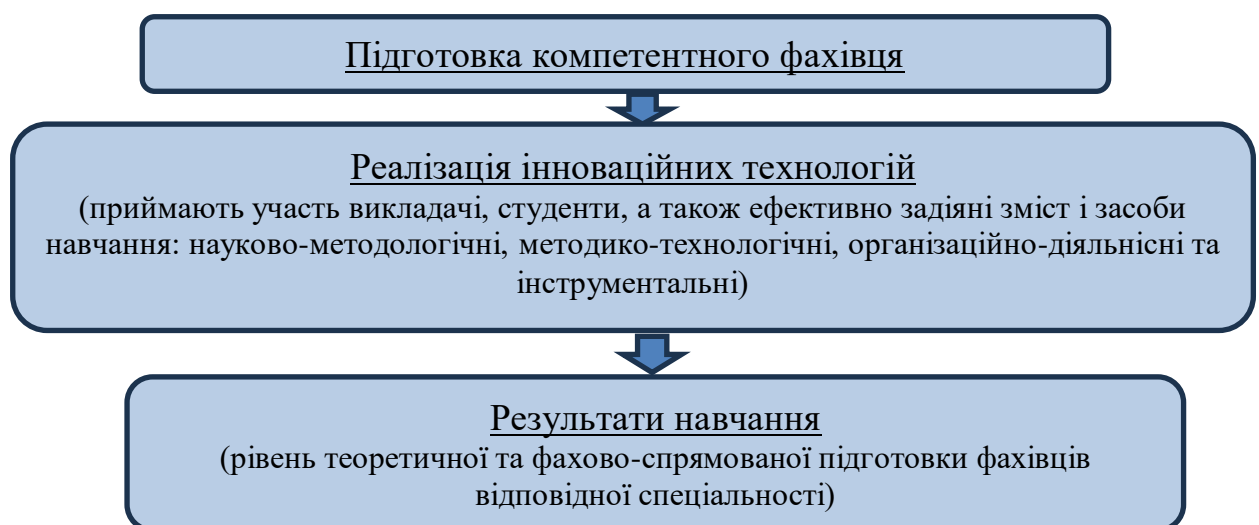 Підготовка компетентного фахівця
Реалізація інноваційних технологій
(приймають участь викладачі, студенти, а також ефективно задіяні зміст і засоби
навчання: науково-методологічні, методико-технологічні, організаційно-діяльнісні та
інструментальні)
Результати навчання
(рівень теоретичної та фахово-спрямованої підготовки фахівців
відповідної спеціальності)